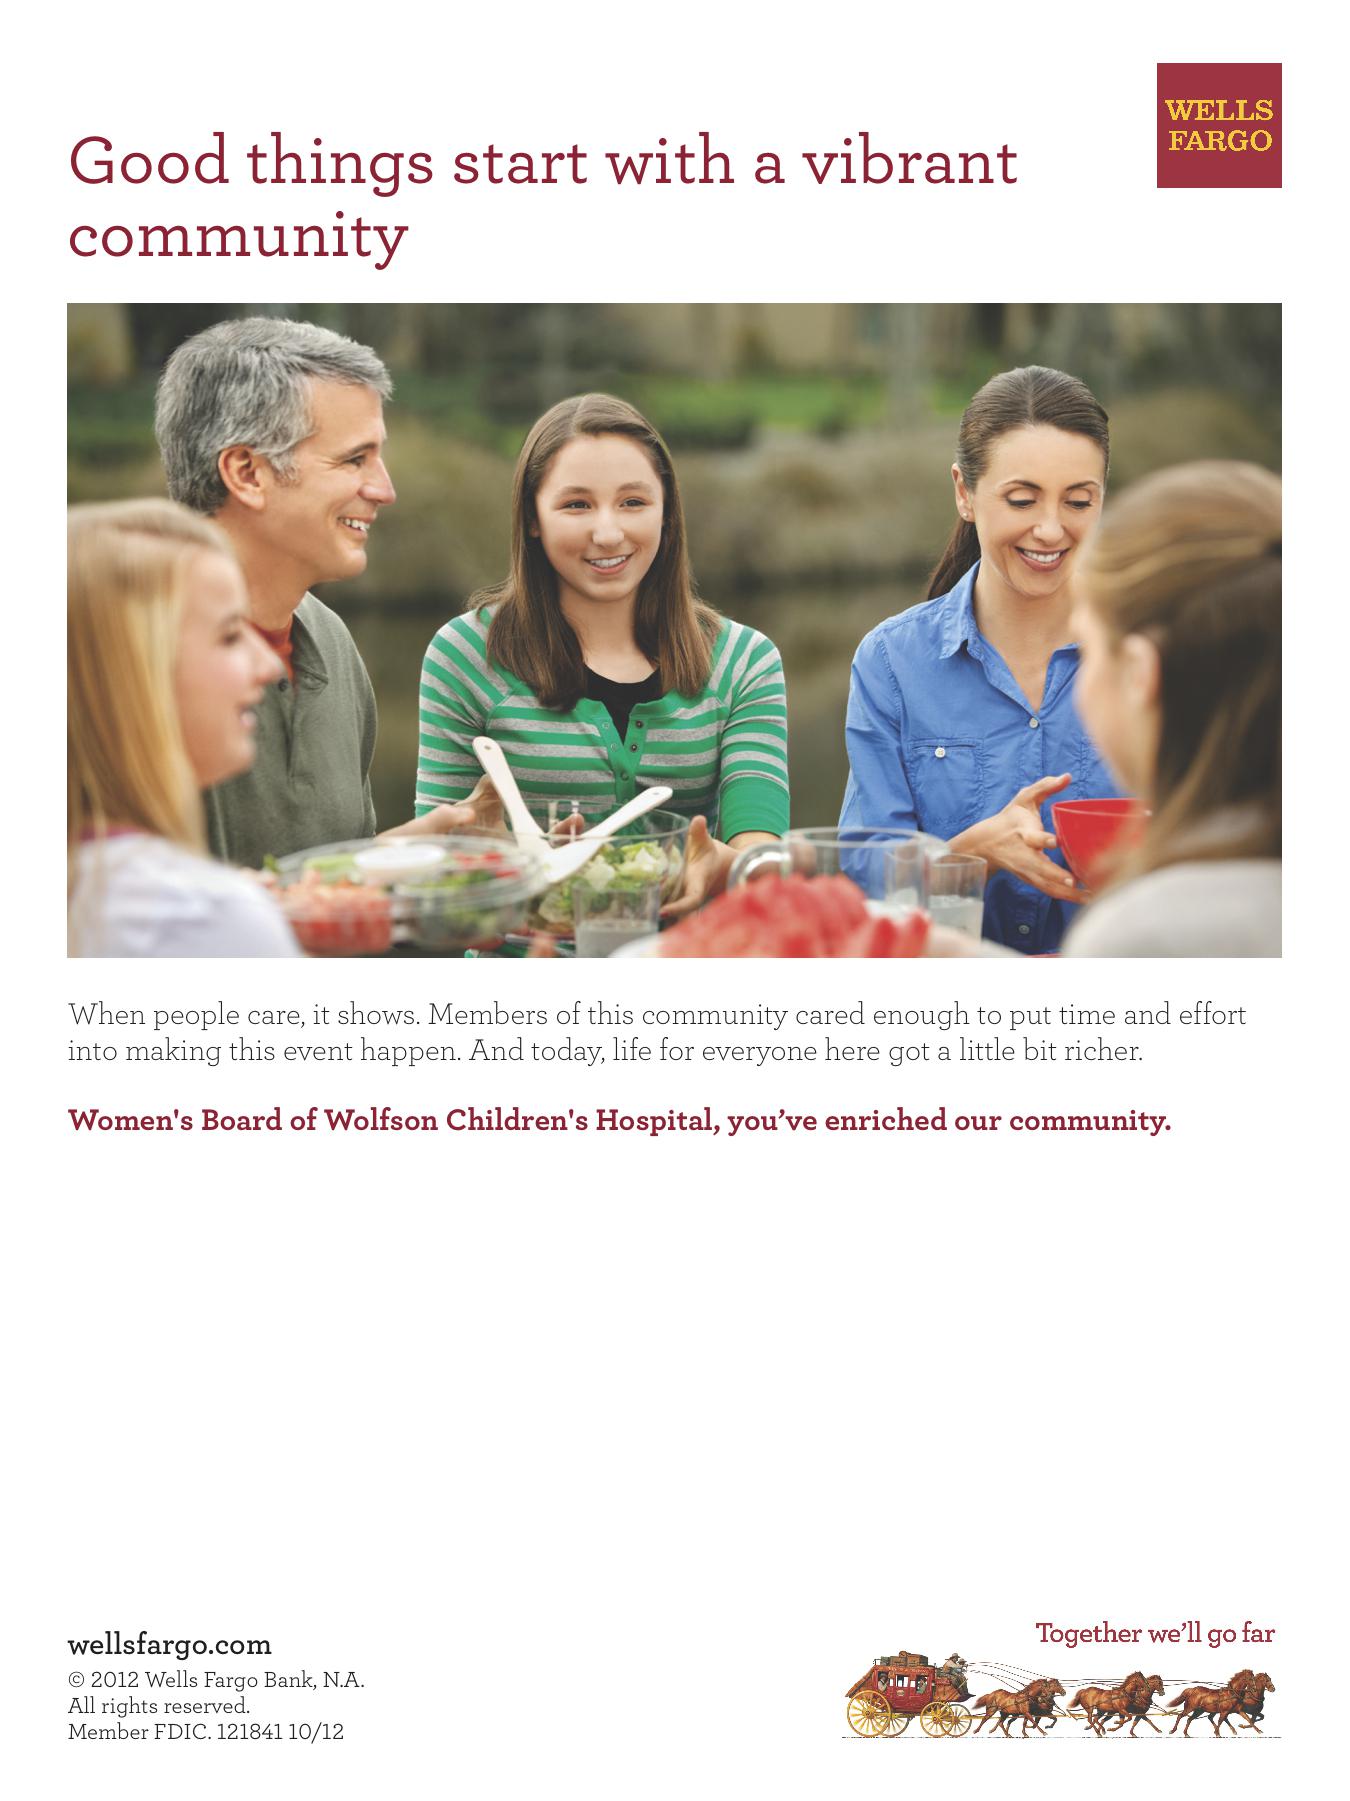 WELLS
FARGO
Good things start with a vibrant
community
When people care, it shows. Members of this community cared enough to put time and effort
into making this event happen. And today, life for everyone here got a little bit richer.
Women's Board of Wolfson Children's Hospital, you’ve enriched our community.
wellsfargo.com
© 2012 Wells Fargo Bank, N.A.
All rights reserved.
Member FDIC. 121841 10/12
Together we’ll go far